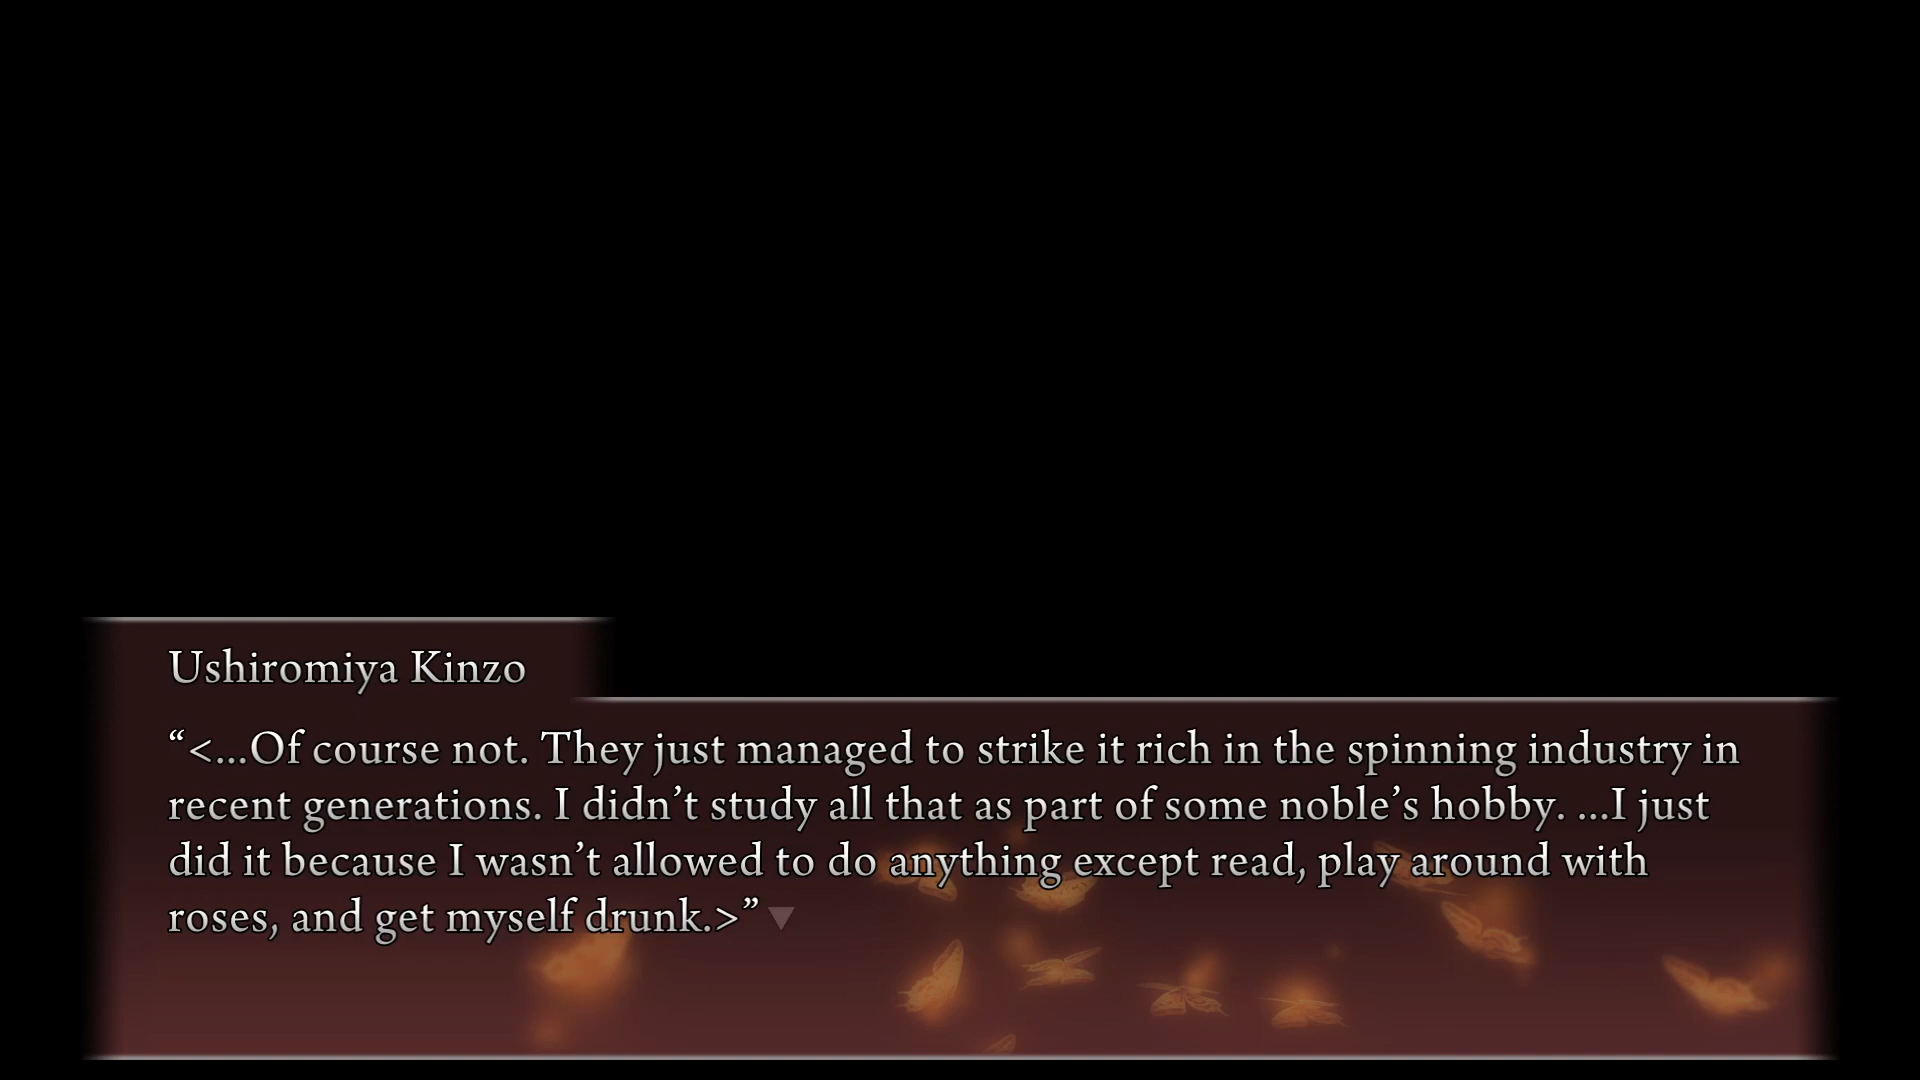 Ushiromiya Kinzo
“<...Of course not. They just managed to strike it rich in the spinning industry in
recent generations. I didn’t study all that as part of some noble’s hobby. ...I just
did it because I wasn’t allowed to do anything except read, play around with
roses, and get myself drunk.>”